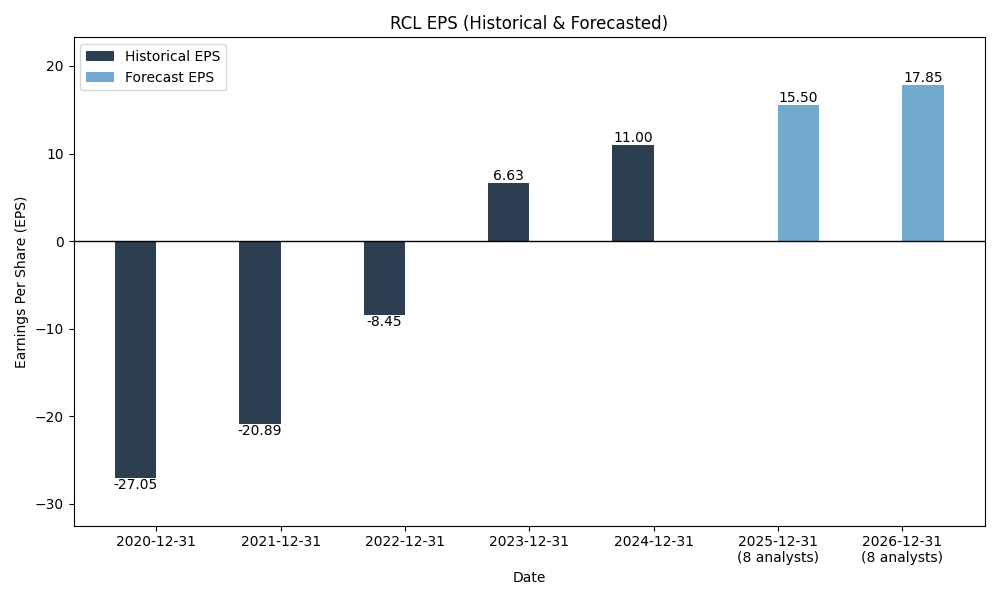 RCL EPS (Historical & Forecasted)
Historical EPS
Forecast EPS
Earnings Per Share (EPS)
20
10
0
−10
−20
−30
-27.05
-20.89
-8.45
6.63
11.00
15.50
17.85
2020-12-31
2021-12-31
2022-12-31
2023-12-31
2024-12-31
2025-12-31
(8 analysts)
2026-12-31
(8 analysts)
Date